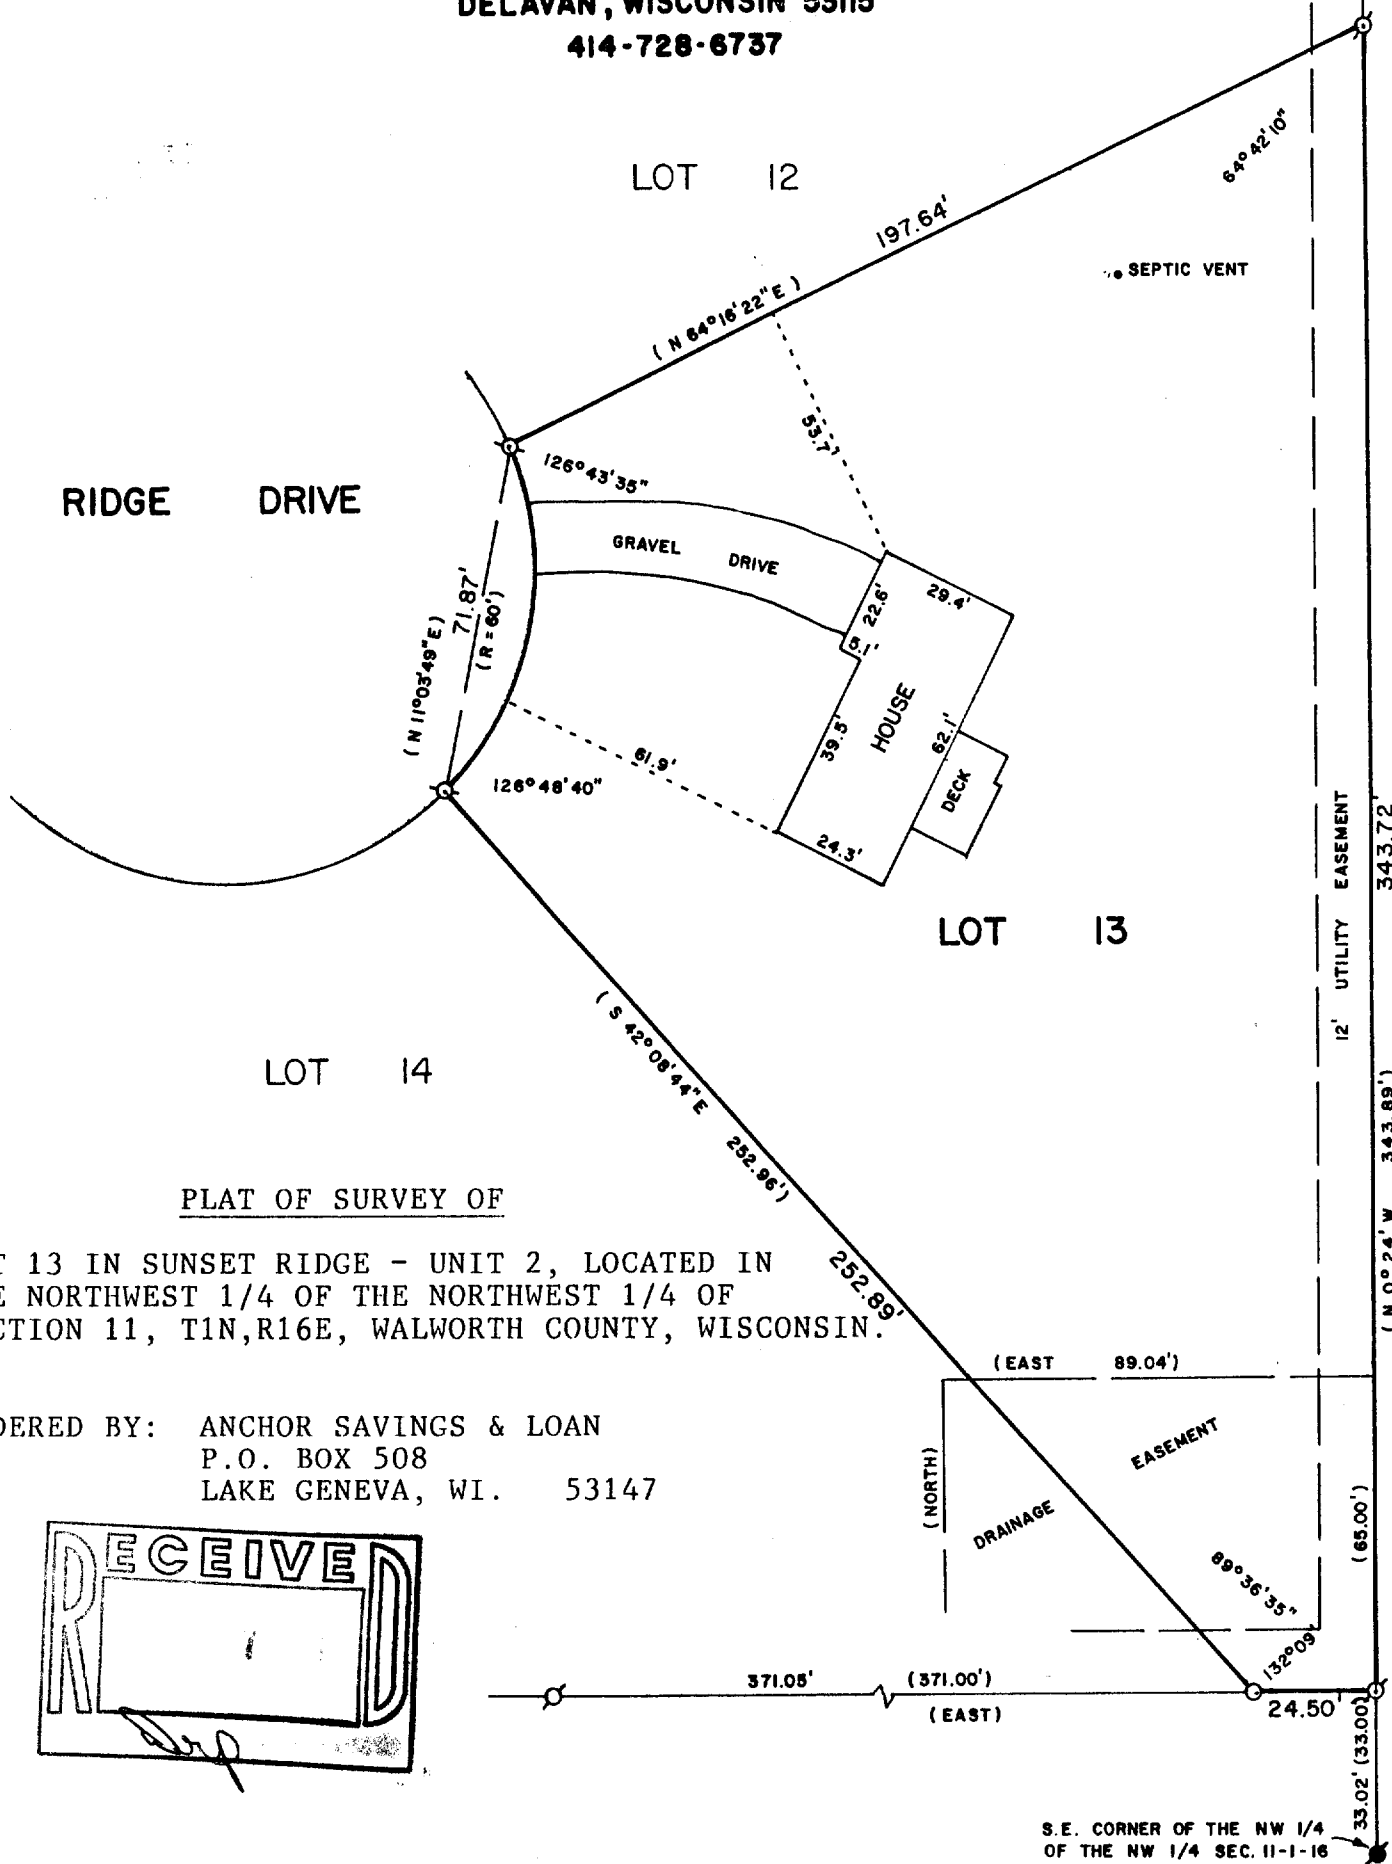 DELAVAN, WISCONSIN 53115
414-728-6737
64°42'10"
LOT 12
197.64'
SEPTIC VENT
( N 64°16'22"E )
53.7'
126°43'35"
RIDGE DRIVE
GRAVEL DRIVE
29.4'
22.6'
5.1'
71.87'
(R=60')
(N 11°03'49"E)
HOUSE
39.5'
62.1'
61.9'
DECK
126°48'40"
24.3'
12' UTILITY EASEMENT
343.72'
LOT 13
( S 42°08'44"E 252.96')
LOT 14
(N 0°24' W 343.89')
PLAT OF SURVEY OF
T 13 IN SUNSET RIDGE - UNIT 2, LOCATED IN
E NORTHWEST 1/4 OF THE NORTHWEST 1/4 OF
CTION 11, T1N,R16E, WALWORTH COUNTY, WISCONSIN.
252.89'
(EAST 89.04')
DERED BY: ANCHOR SAVINGS & LOAN
P.O. BOX 508
LAKE GENEVA, WI. 53147
(NORTH)
DRAINAGE EASEMENT
(65.00')
89°36'35"
132°09'
RECEIVED
371.05' (371.00')
(EAST)
24.50'
33.02' (33.00')
S.E. CORNER OF THE NW 1/4
OF THE NW 1/4 SEC. 11-1-16